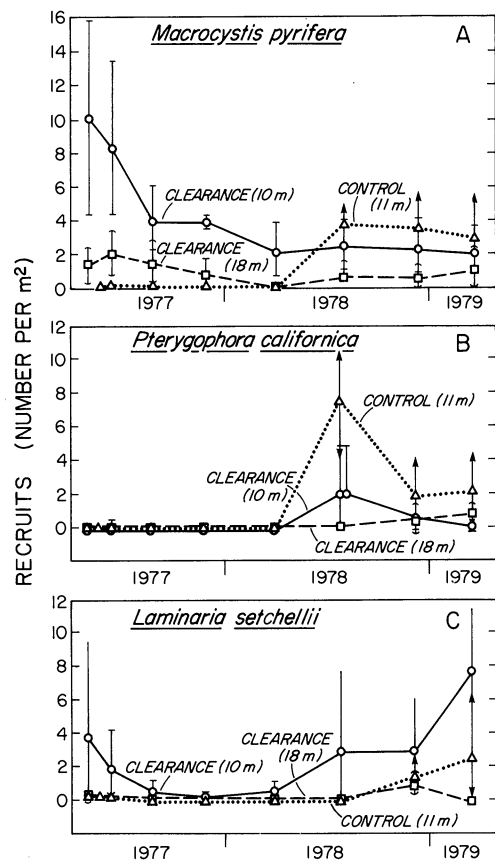 RECRUITS (NUMBER PER m²)
Macrocystis pyrifera
A
16
14
12
10
8
6
4
2
0
CLEARANCE (10 m)
CONTROL
(11 m)
CLEARANCE
(18 m)
1977
1978
1979
Pterygophora californica
B
12
10
8
6
4
2
0
CONTROL (11 m)
CLEARANCE
(10 m)
CLEARANCE (18 m)
1977
1978
1979
Laminaria setchellii
C
12
10
8
6
4
2
0
CLEARANCE (10 m)
CLEARANCE
(18 m)
CONTROL (11 m)
1977
1978
1979